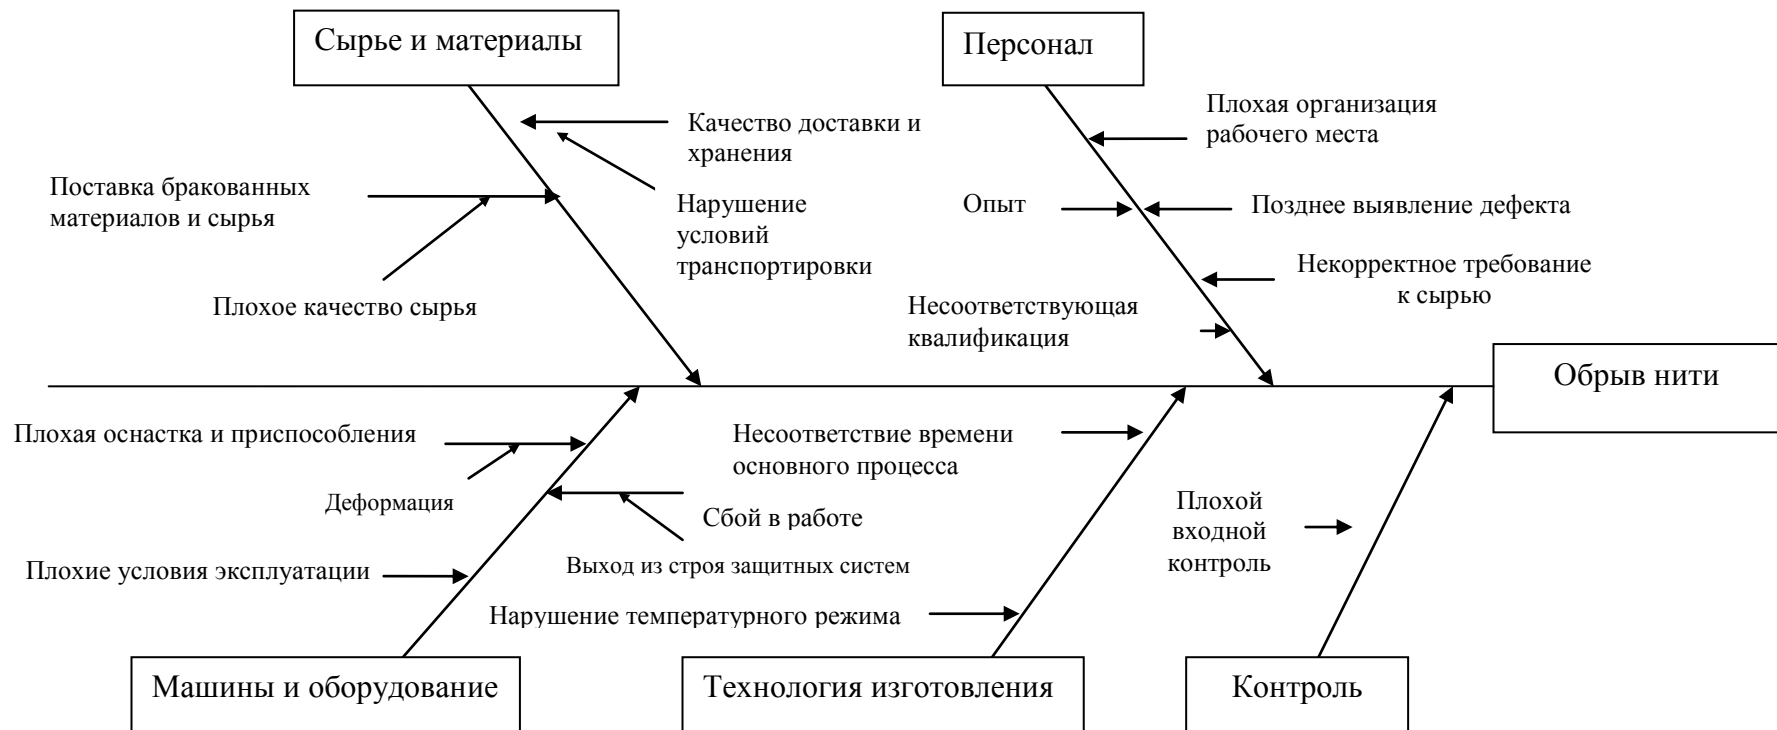 Сырье и материалы
Персонал
Качество доставки и
хранения
Плохая организация
рабочего места
Поставка бракованных
материалов и сырья
Нарушение
условий
транспортировки
Опыт
Позднее выявление дефекта
Плохое качество сырья
Несоответствующая
квалификация
Некорректное требование
к сырью
Обрыв нити
Плохая оснастка и приспособления
Деформация
Несоответствие времени
основного процесса
Сбой в работе
Плохой
входной
контроль
Плохие условия эксплуатации
Выход из строя защитных систем
Нарушение температурного режима
Машины и оборудование
Технология изготовления
Контроль